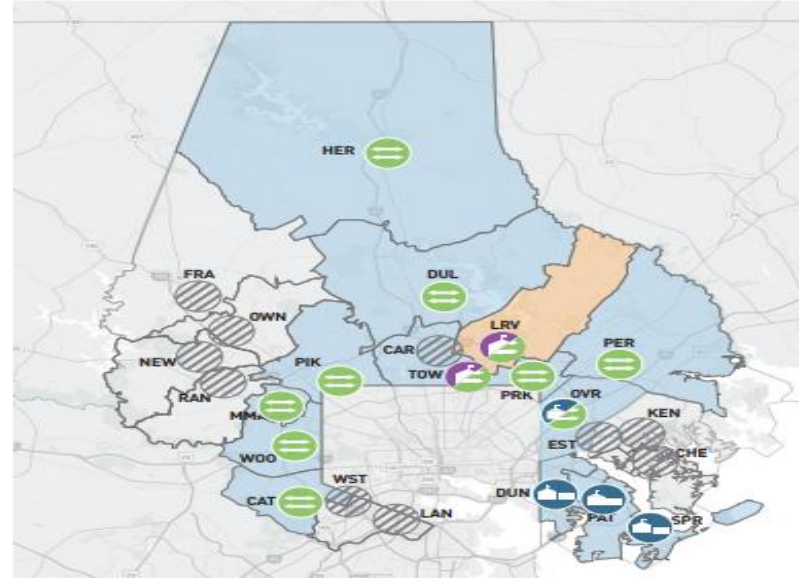 HER
FRA
DUL
OWN
LRV
NEW
CAR
PER
PIK
TOW
RAN
PRK
OVR
KEN
EST
WOO
CHE
WST
DUN
CAT
LAN
PAT
SPR